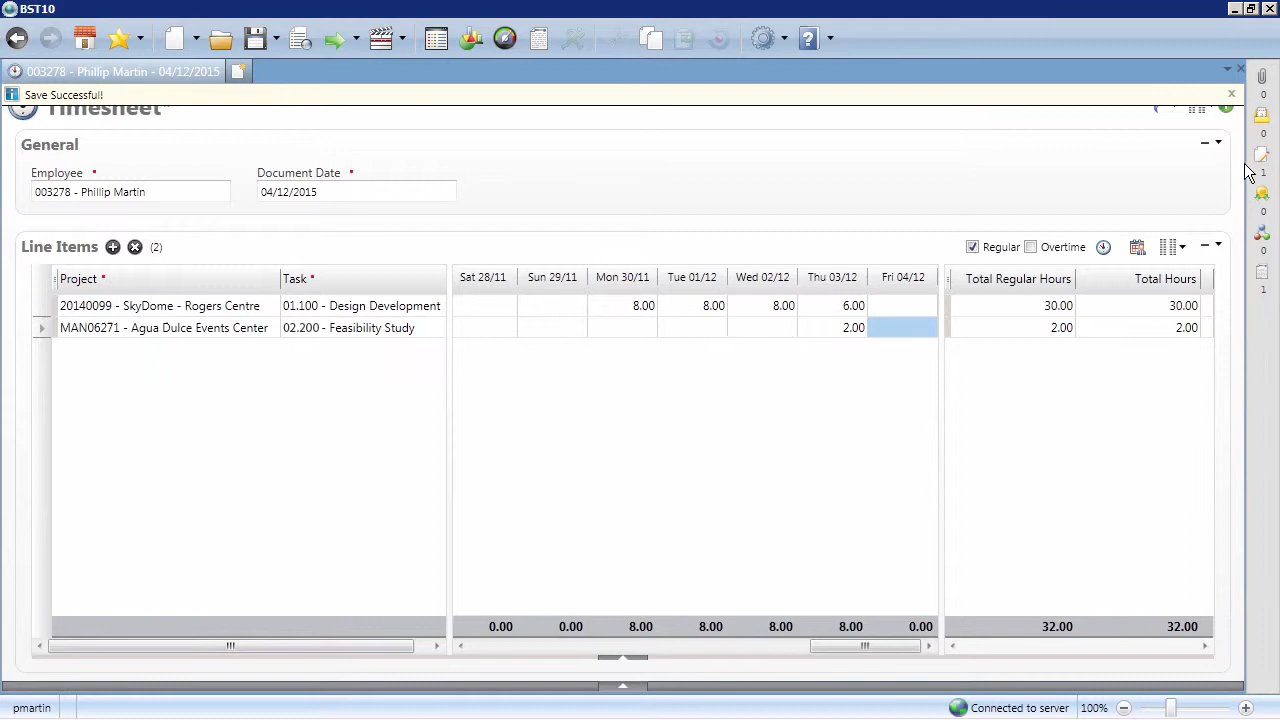 BST10
003278 - Phillip Martin - 04/12/2015
Save Successful!
Timesheet*
0
0
1
0
0
1
General
Employee *
Document Date *
003278 - Phillip Martin
04/12/2015
Line Items (2)
Regular Overtime
Project * Task * Sat 28/11 Sun 29/11 Mon 30/11 Tue 01/12 Wed 02/12 Thu 03/12 Fri 04/12 Total Regular Hours Total Hours
20140099 - SkyDome - Rogers Centre 01.100 - Design Development 8.00 8.00 8.00 6.00 30.00 30.00
MAN06271 - Agua Dulce Events Center 02.200 - Feasibility Study 2.00 2.00 2.00
0.00 0.00 8.00 8.00 8.00 8.00 0.00 32.00 32.00
pmartin
Connected to server 100%